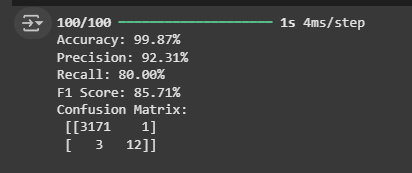 100/100 ━━━━━━━━━━━━━━━━━━━━ 1s 4ms/step
Accuracy: 99.87%
Precision: 92.31%
Recall: 80.00%
F1 Score: 85.71%
Confusion Matrix:
[[3171 1]
[ 3 12]]